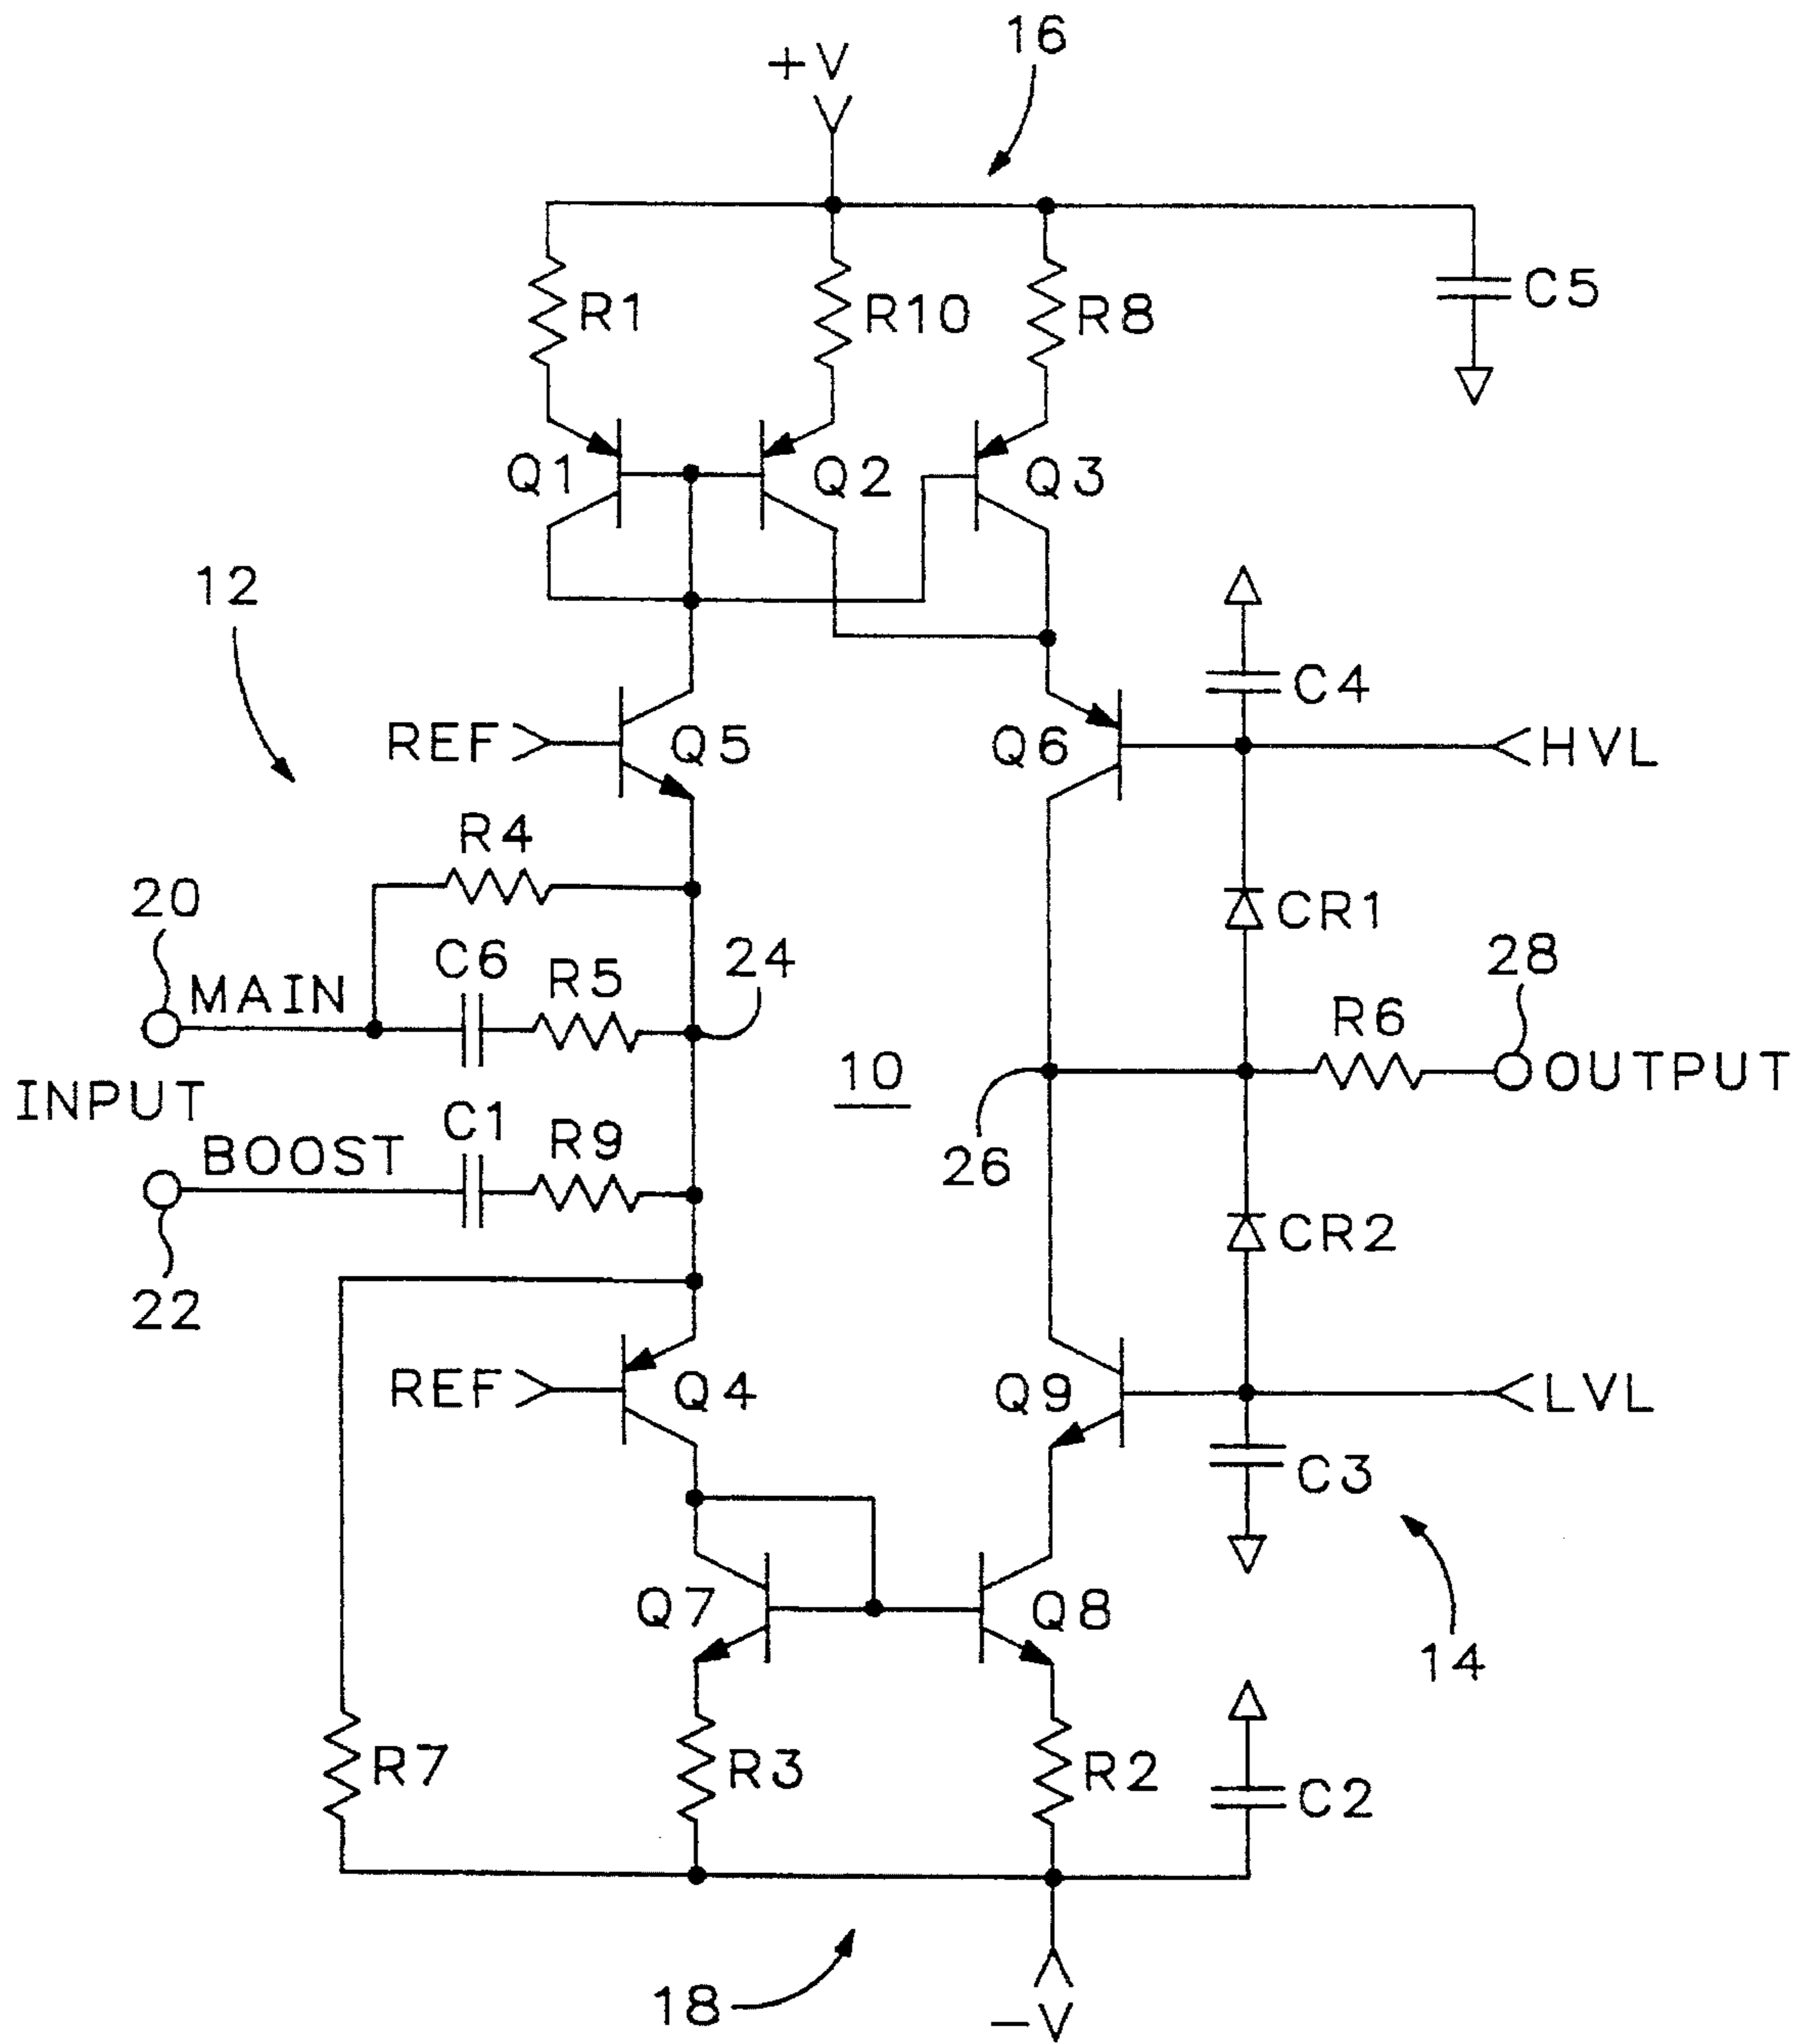 16
+V
R1
R10
R8
C5
Q1
Q2
Q3
12
C4
REF
Q5
Q6
HVL
R4
20
MAIN
C6
R5
24
CR1
28
R6
INPUT
10
OUTPUT
BOOST
C1
R9
26
22
CR2
REF
Q4
Q9
LVL
C3
Q7
Q8
14
R7
R3
R2
C2
18
-V